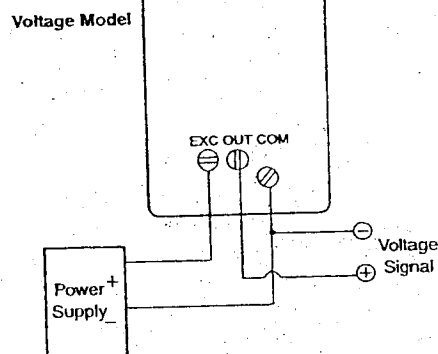 Voltage Model
EXC OUT COM
−
Voltage
+
Signal
Power +
Supply −